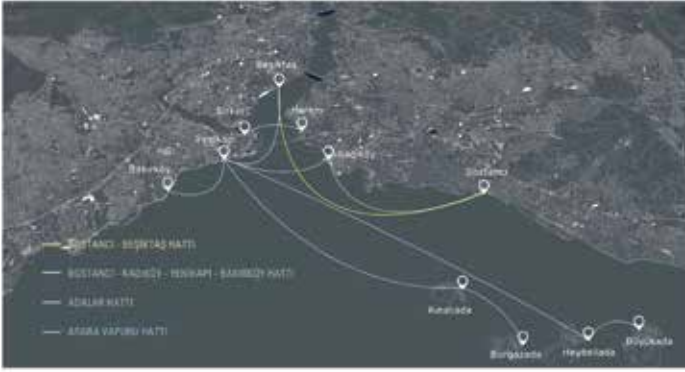 Beşiktaş
Sirkeci Harem
Yenikapı Kadıköy
Bakırköy Bostancı
BOSTANCI - BEŞİKTAŞ HATTI
BOSTANCI - KADIKÖY - YENİKAPI - BAKIRKÖY HATTI
ADALAR HATTI
ARABA VAPURU HATTI
Kınalıada
Burgazada Heybeliada Büyükada